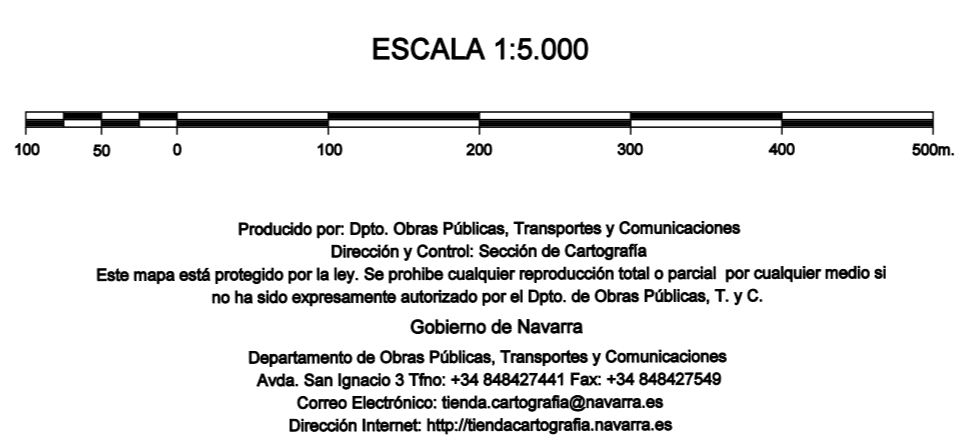 ESCALA 1:5.000
100 50 0 100 200 300 400 500m.
Producido por: Dpto. Obras Públicas, Transportes y Comunicaciones
Dirección y Control: Sección de Cartografía
Este mapa está protegido por la ley. Se prohibe cualquier reproducción total o parcial por cualquier medio si
no ha sido expresamente autorizado por el Dpto. de Obras Públicas, T. y C.
Gobierno de Navarra
Departamento de Obras Públicas, Transportes y Comunicaciones
Avda. San Ignacio 3 Tfno: +34 848427441 Fax: +34 848427549
Correo Electrónico: tienda.cartografia@navarra.es
Dirección Internet: http://tiendacartografia.navarra.es